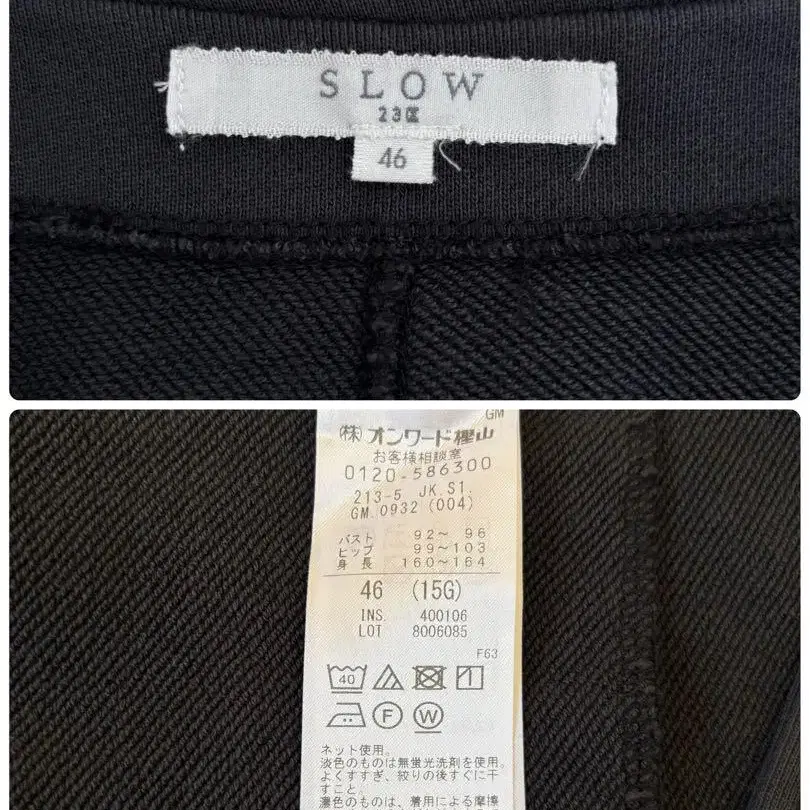 SLOW
23区
46
GM
㈱オンワード樫山
お客様相談室
0120-586300
213-5 JK.S1.
GM.0932 (004)
バスト 92〜 96
ヒップ 99〜103
身長 160〜164
46 (15G)
INS. 400106
LOT 8006085
F63
40
F
W
ネット使用。
淡色のものは無蛍光洗剤を使用。
よくすすぎ、絞りの後すぐに干
すこと。
濃色のものは、着用による摩擦